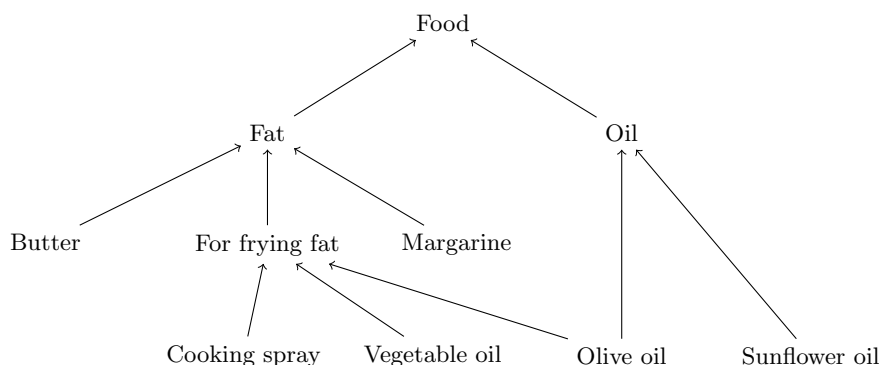 Food
Fat
Oil
Butter
For frying fat
Margarine
Cooking spray
Vegetable oil
Olive oil
Sunflower oil